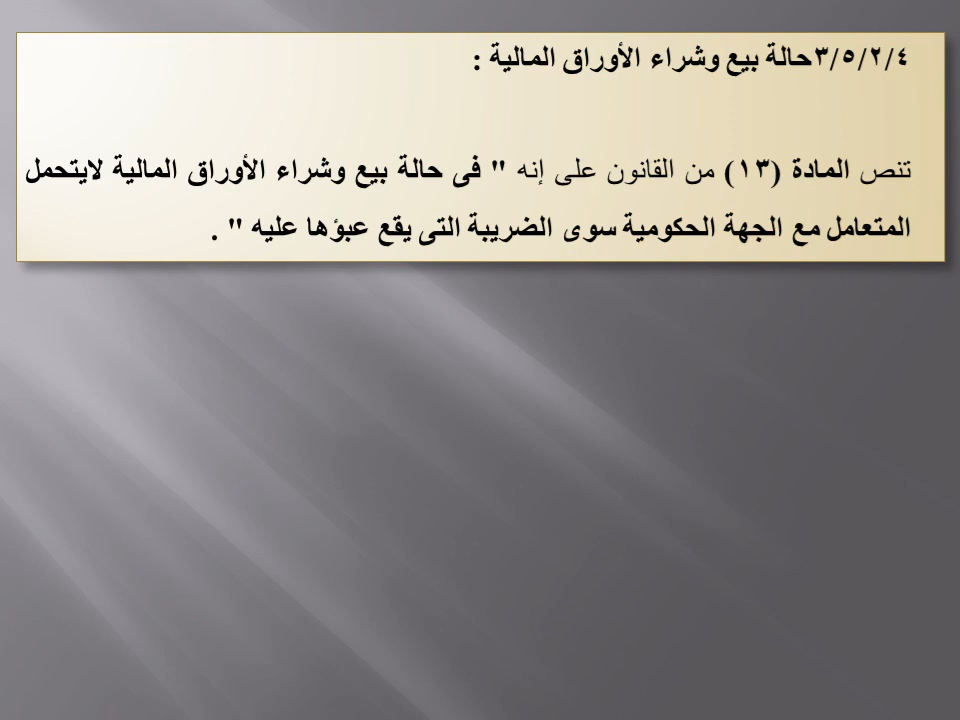 ٣/٥/٢/٤حالة بيع وشراء الأوراق المالية :
تنص المادة (١٣) من القانون على إنه " فى حالة بيع وشراء الأوراق المالية لايتحمل
المتعامل مع الجهة الحكومية سوى الضريبة التى يقع عبؤها عليه " .